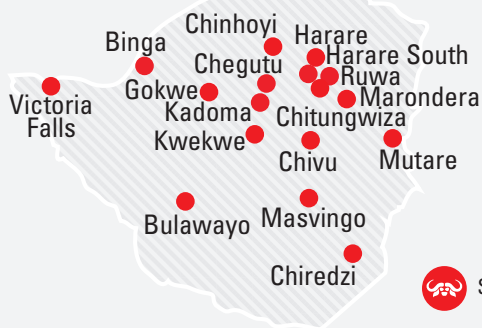 Chinhoyi
Harare
Binga
Harare South
Chegutu
Ruwa
Gokwe
Victoria
Falls
Kadoma
Marondera
Chitungwiza
Kwekwe
Chivu
Mutare
Bulawayo
Masvingo
Chiredzi